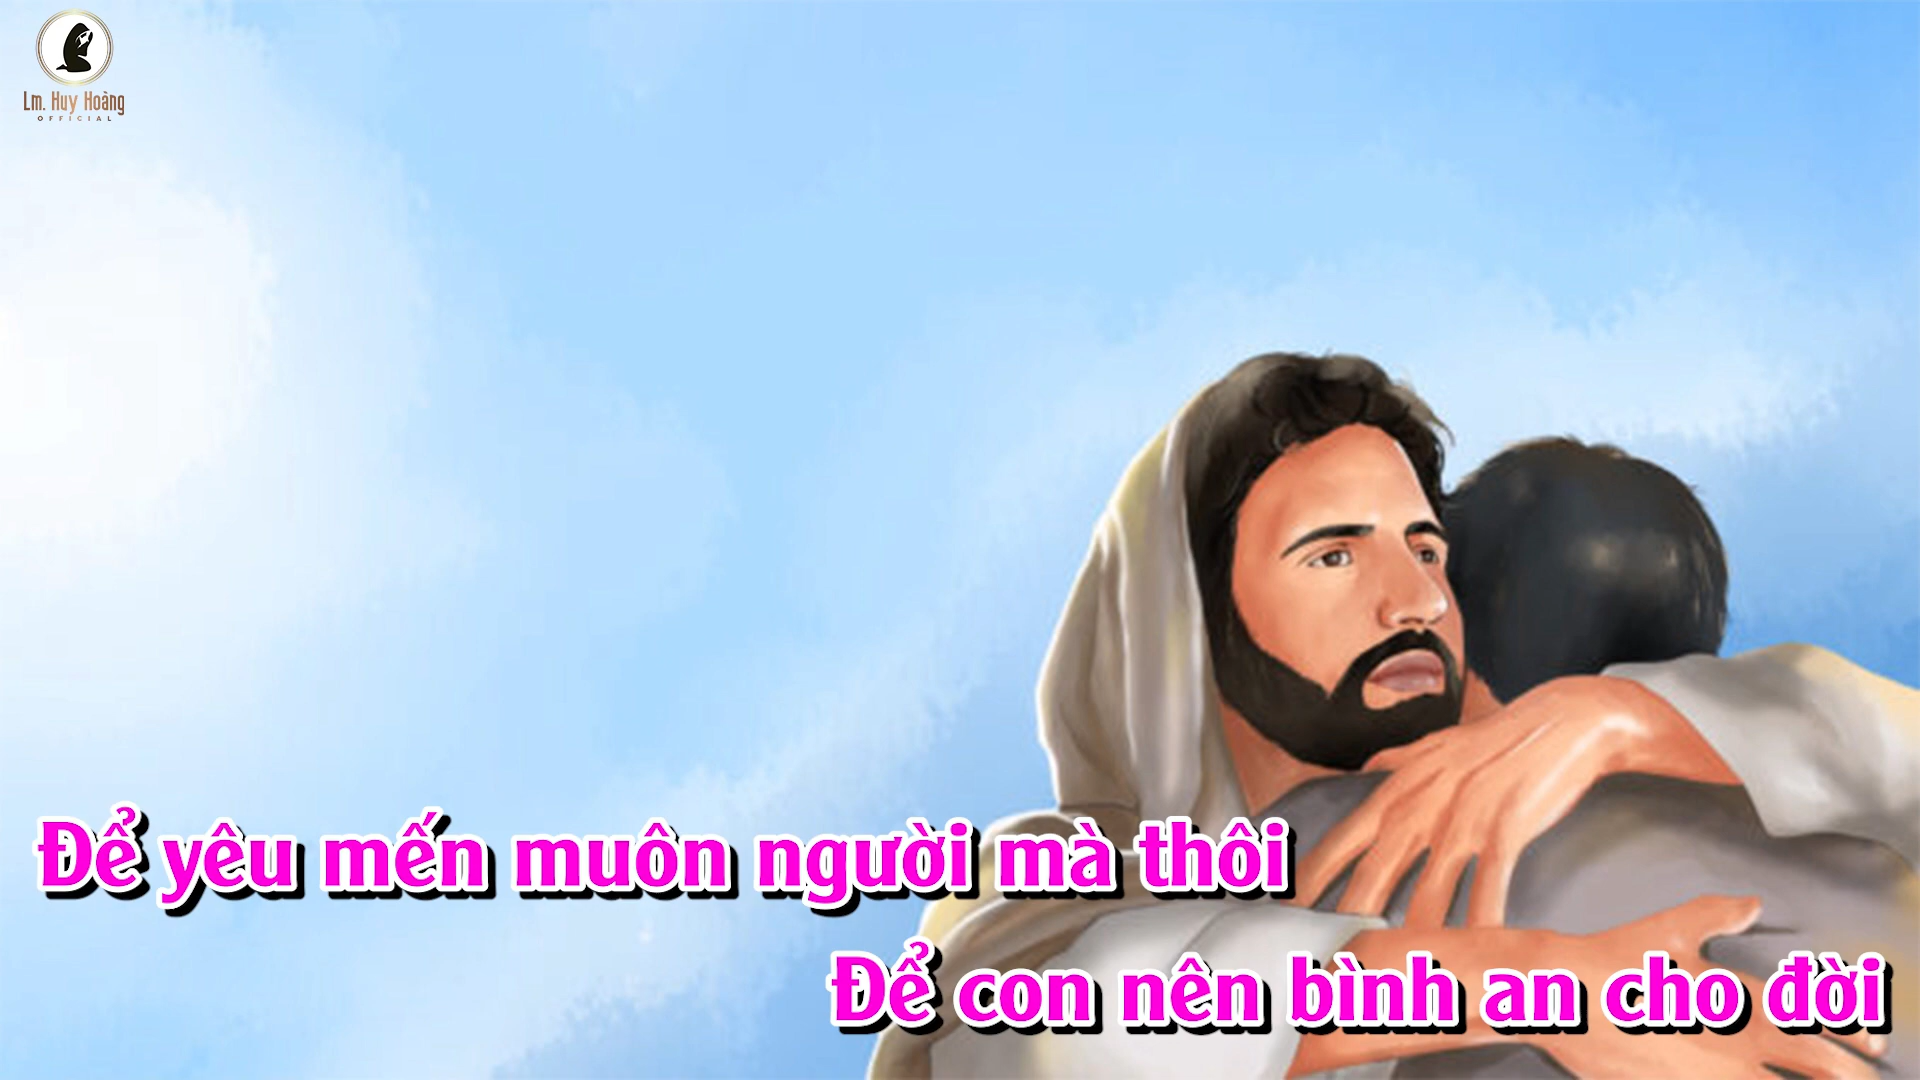 Lm. Huy Hoàng
OFFICIAL
Để yêu mến muôn người mà thôi
Để con nên bình an cho đời